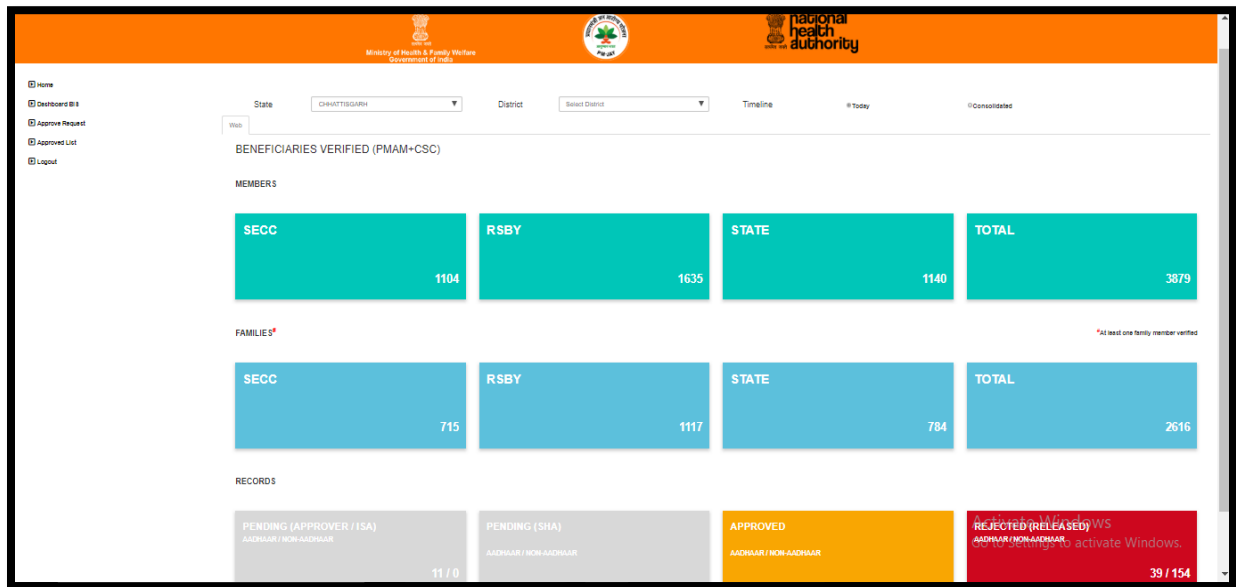 Ministry of Health & Family Welfare
Government of India
PM-JAY
national
health
authority
Home
Dashboard BIS
Approve Request
Approved List
Logout
State CHHATTISGARH District Select District Timeline Today Consolidated
Web
BENEFICIARIES VERIFIED (PMAM+CSC)
MEMBERS
SECC RSBY STATE TOTAL
1104 1635 1140 3879
FAMILIES# #At least one family member verified
SECC RSBY STATE TOTAL
715 1117 784 2616
RECORDS
PENDING (APPROVER / ISA) PENDING (SHA) APPROVED REJECTED (RELEASED)
AADHAAR / NON-AADHAAR AADHAAR / NON-AADHAAR AADHAAR / NON-AADHAAR AADHAAR / NON-AADHAAR
11 / 0 39 / 154
Activate Windows
Go to Settings to activate Windows.